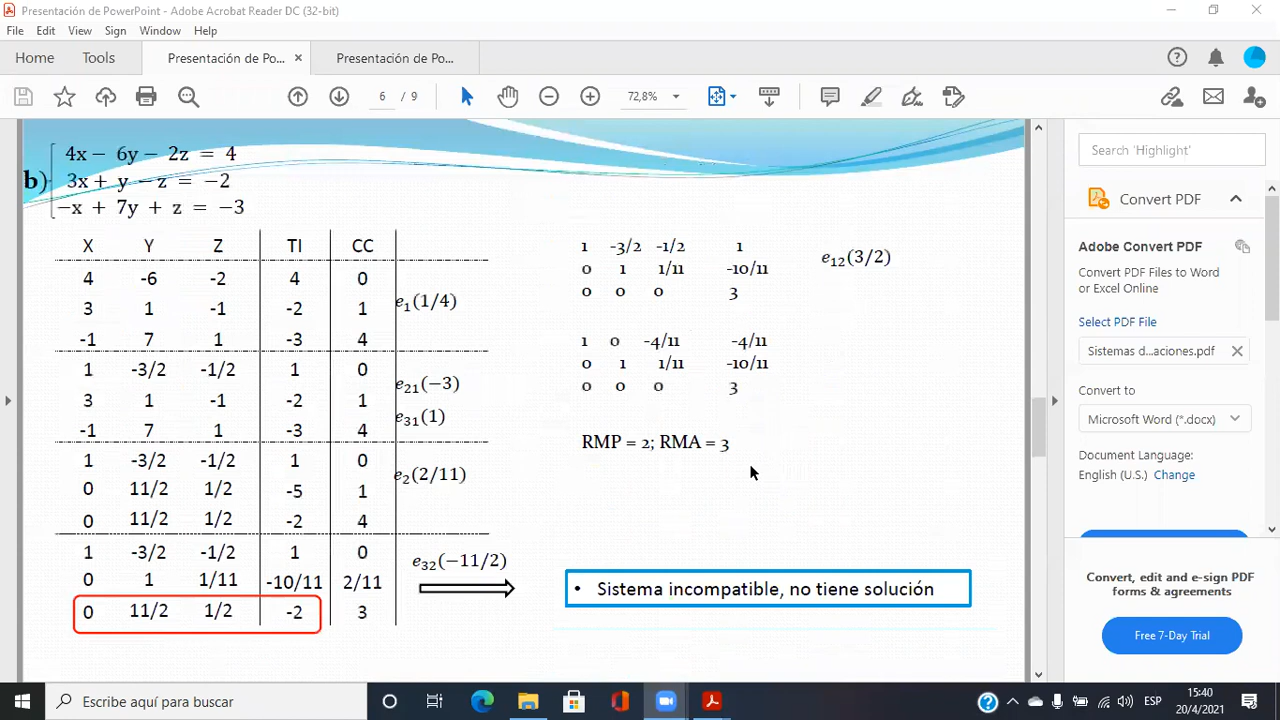 Presentación de PowerPoint - Adobe Acrobat Reader DC (32-bit)
File Edit View Sign Window Help
Home Tools Presentación de Po... × Presentación de Po...
6 / 9 72,8%
b) 4x − 6y − 2z = 4
3x + y − z = −2
−x + 7y + z = −3
X Y Z TI CC
4 -6 -2 4 0
e₁(1/4)
3 1 -1 -2 1
-1 7 1 -3 4
1 -3/2 -1/2 1 0
e₂₁(−3)
3 1 -1 -2 1
e₃₁(1)
-1 7 1 -3 4
1 -3/2 -1/2 1 0
e₂(2/11)
0 11/2 1/2 -5 1
0 11/2 1/2 -2 4
1 -3/2 -1/2 1 0
e₃₂(−11/2)
0 1 1/11 -10/11 2/11
0 11/2 1/2 -2 3
1 -3/2 -1/2 1
e₁₂(3/2)
0 1 1/11 -10/11
0 0 0 3
1 0 -4/11 -4/11
0 1 1/11 -10/11
0 0 0 3
RMP = 2; RMA = 3
• Sistema incompatible, no tiene solución
Search 'Highlight'
Convert PDF
Adobe Convert PDF
Convert PDF Files to Word
or Excel Online
Select PDF File
Sistemas d...aciones.pdf ×
Convert to
Microsoft Word (*.docx)
Document Language:
English (U.S.) Change
Convert, edit and e-sign PDF
forms & agreements
Free 7-Day Trial
Escribe aquí para buscar
ESP
15:40
20/4/2021